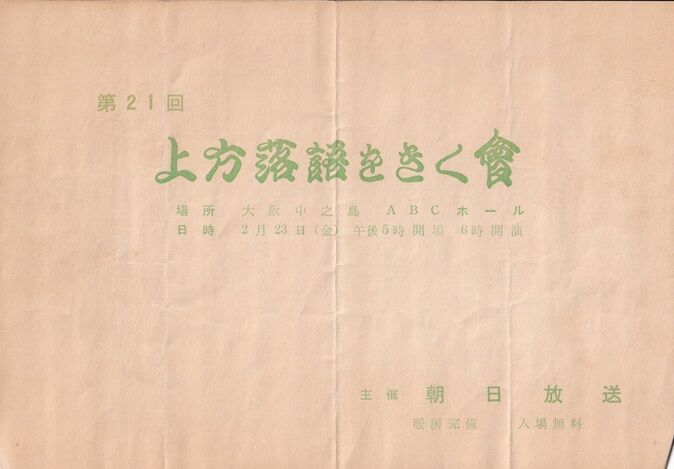 第21回
上方落語をきく會
場所 大阪中之島 ABCホール
日時 2月23日(金) 午後5時開場 6時開演
主催 朝日放送
暖房完備 入場無料